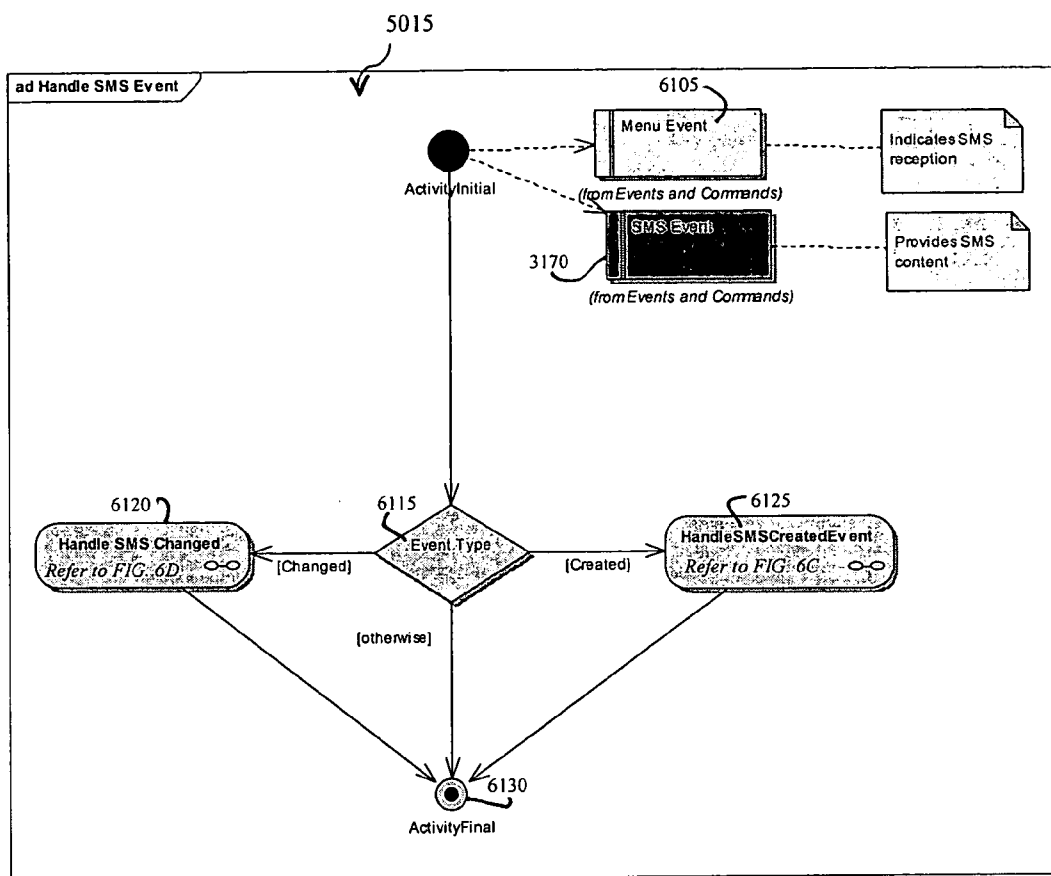 5015
ad Handle SMS Event
6105
Menu Event
Indicates SMS
reception
ActivityInitial
(from Events and Commands)
SMS Event
Provides SMS
content
3170
(from Events and Commands)
6120
6115
6125
Handle SMS Changed
Refer to FIG. 6D
Event Type
HandleSMSCreatedEvent
Refer to FIG. 6C
[Changed]
[Created)
[otherwise]
6130
ActivityFinal